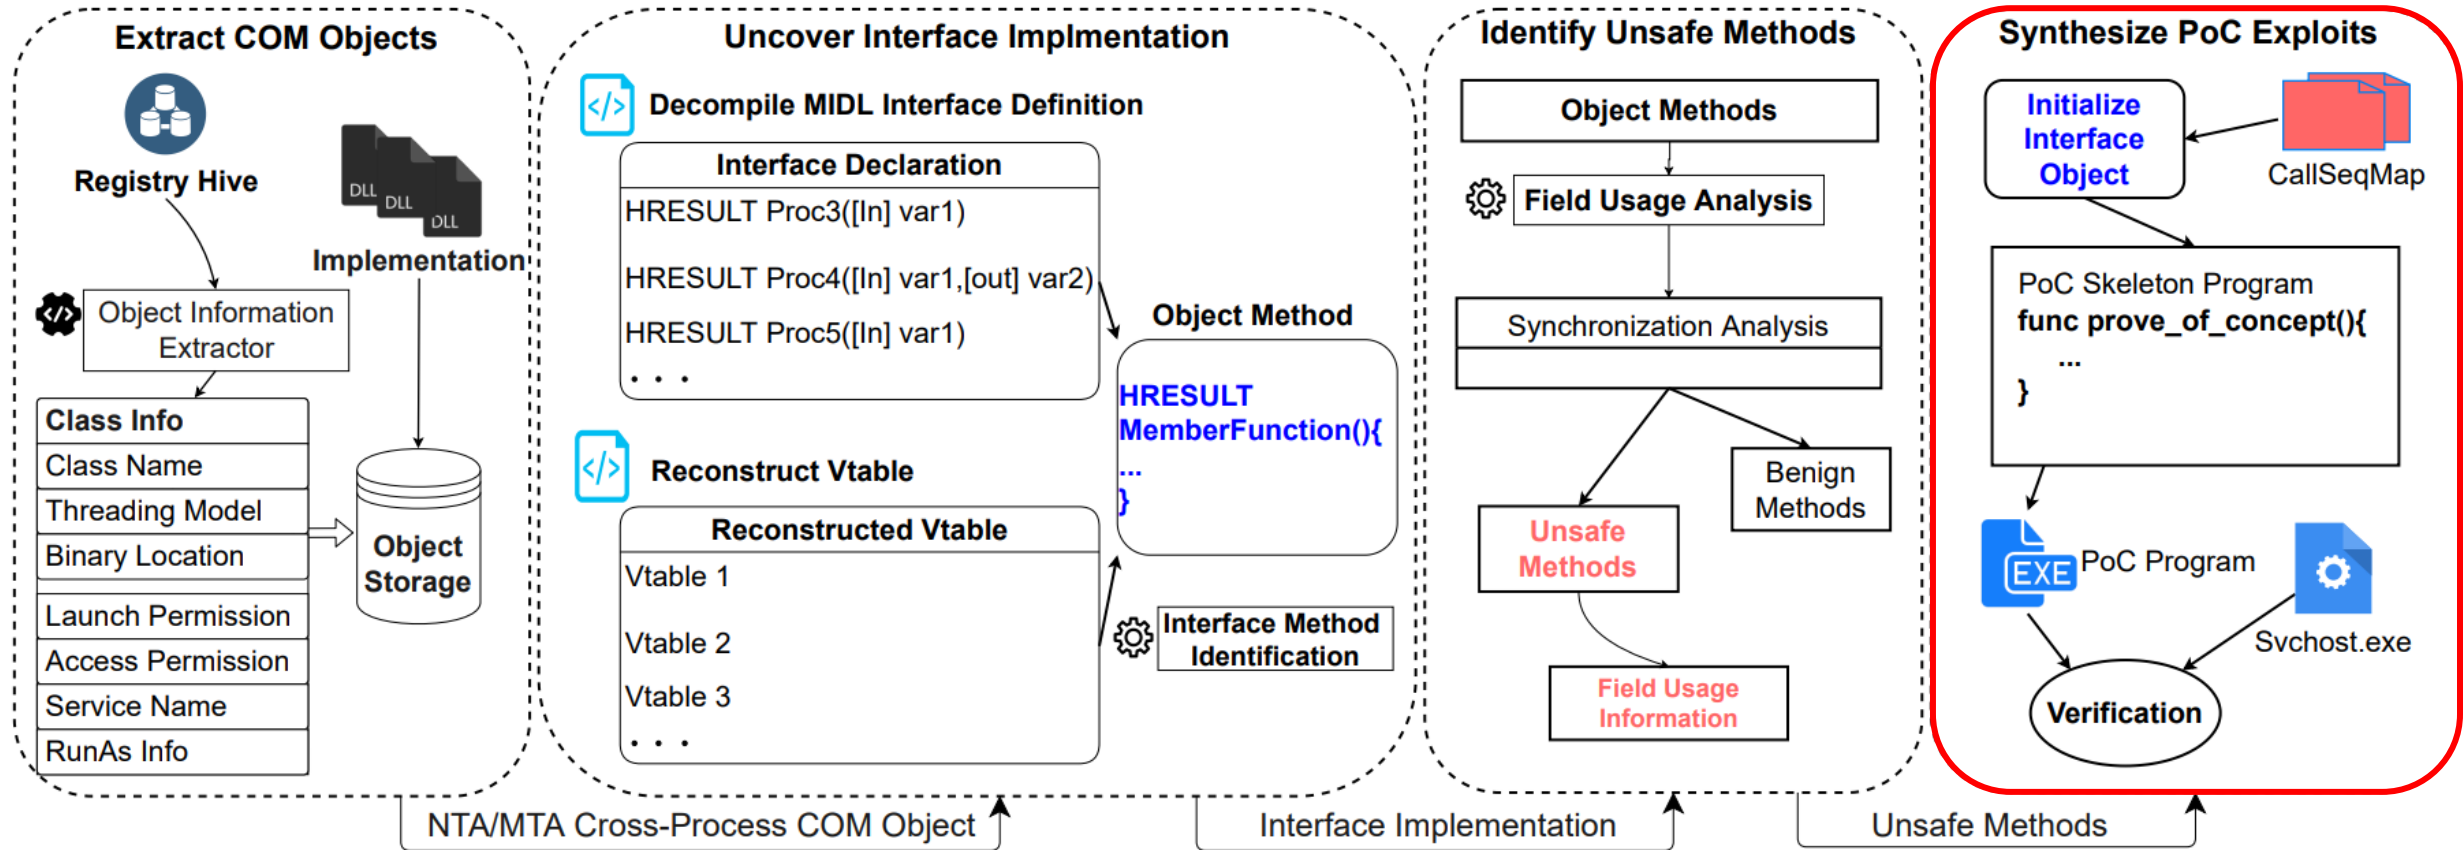 Extract COM Objects
Registry Hive
DLL
DLL
DLL
Implementation
Object Information
Extractor
Class Info
Class Name
Threading Model
Binary Location
Launch Permission
Access Permission
Service Name
RunAs Info
Object
Storage
NTA/MTA Cross-Process COM Object
Uncover Interface Implmentation
</>
Decompile MIDL Interface Definition
Interface Declaration
HRESULT Proc3([In] var1)
HRESULT Proc4([In] var1,[out] var2)
HRESULT Proc5([In] var1)
. . .
</>
Reconstruct Vtable
Reconstructed Vtable
Vtable 1
Vtable 2
Vtable 3
. . .
Object Method
HRESULT
MemberFunction(){
...
}
Interface Method
Identification
Interface Implementation
Identify Unsafe Methods
Object Methods
Field Usage Analysis
Synchronization Analysis
Unsafe
Methods
Benign
Methods
Field Usage
Information
Unsafe Methods
Synthesize PoC Exploits
Initialize
Interface
Object
CallSeqMap
PoC Skeleton Program
func prove_of_concept(){
...
}
EXE
PoC Program
Svchost.exe
Verification